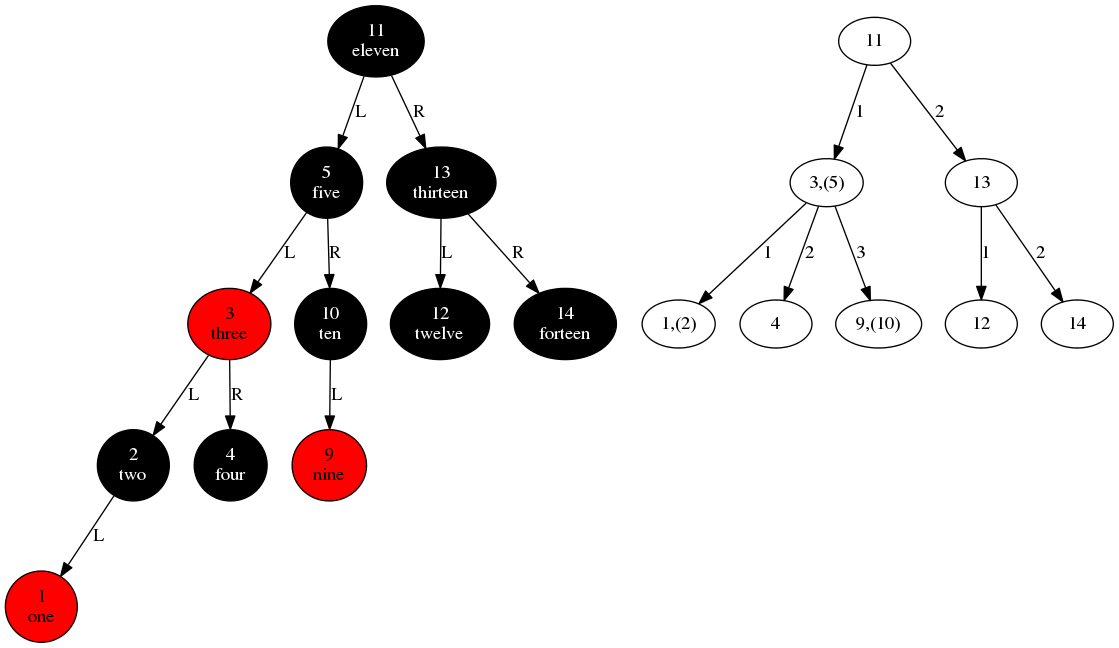 11
eleven
L
R
5
five
13
thirteen
L
R
L
R
3
three
10
ten
12
twelve
14
forteen
L
R
L
2
two
4
four
9
nine
L
1
one
11
1
2
3,(5)
13
1
2
3
1
2
1,(2)
4
9,(10)
12
14